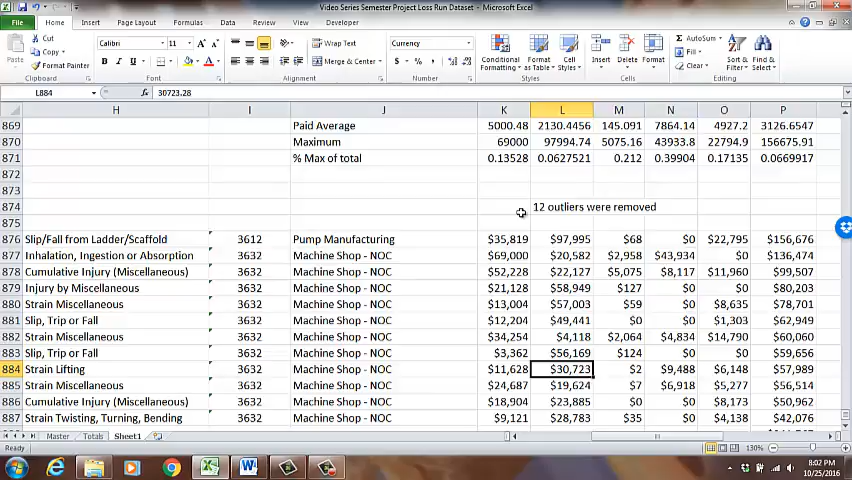 Video Series Semester Project Loss Run Dataset - Microsoft Excel
File Home Insert Page Layout Formulas Data Review View Developer
Paste Cut Calibri 11 Wrap Text Currency Conditional Formatting Format as Table Cell Styles Insert Delete Format AutoSum Sort & Filter Find & Select
Copy Fill
Format Painter B I U Merge & Center $ % , Clear
Clipboard Font Alignment Number Styles Cells Editing
L884 fx 30723.28
H I J K L M N O P
869 Paid Average 5000.48 2130.4456 145.091 7864.14 4927.2 3126.6547
870 Maximum 69000 97994.74 5075.16 43933.8 22794.9 156675.91
871 % Max of total 0.13528 0.0627521 0.212 0.39904 0.17135 0.0669917
872
873
874 12 outliers were removed
875
876 Slip/Fall from Ladder/Scaffold 3612 Pump Manufacturing $35,819 $97,995 $68 $0 $22,795 $156,676
877 Inhalation, Ingestion or Absorption 3632 Machine Shop - NOC $69,000 $20,582 $2,958 $43,934 $0 $136,474
878 Cumulative Injury (Miscellaneous) 3632 Machine Shop - NOC $52,228 $22,127 $5,075 $8,117 $11,960 $99,507
879 Injury by Miscellaneous 3632 Machine Shop - NOC $21,128 $58,949 $127 $0 $0 $80,203
880 Strain Miscellaneous 3632 Machine Shop - NOC $13,004 $57,003 $59 $0 $8,635 $78,701
881 Slip, Trip or Fall 3632 Machine Shop - NOC $12,204 $49,441 $0 $0 $1,303 $62,949
882 Strain Miscellaneous 3632 Machine Shop - NOC $34,254 $4,118 $2,064 $4,834 $14,790 $60,060
883 Slip, Trip or Fall 3632 Machine Shop - NOC $3,362 $56,169 $124 $0 $0 $59,656
884 Strain Lifting 3632 Machine Shop - NOC $11,628 $30,723 $2 $9,488 $6,148 $57,989
885 Strain Miscellaneous 3632 Machine Shop - NOC $24,687 $19,624 $7 $6,918 $5,277 $56,514
886 Cumulative Injury (Miscellaneous) 3632 Machine Shop - NOC $18,904 $23,885 $0 $0 $8,173 $50,962
887 Strain Twisting, Turning, Bending 3632 Machine Shop - NOC $9,121 $28,783 $35 $0 $4,138 $42,076
Master Totals Sheet1
Ready 130%
8:02 PM
10/25/2016